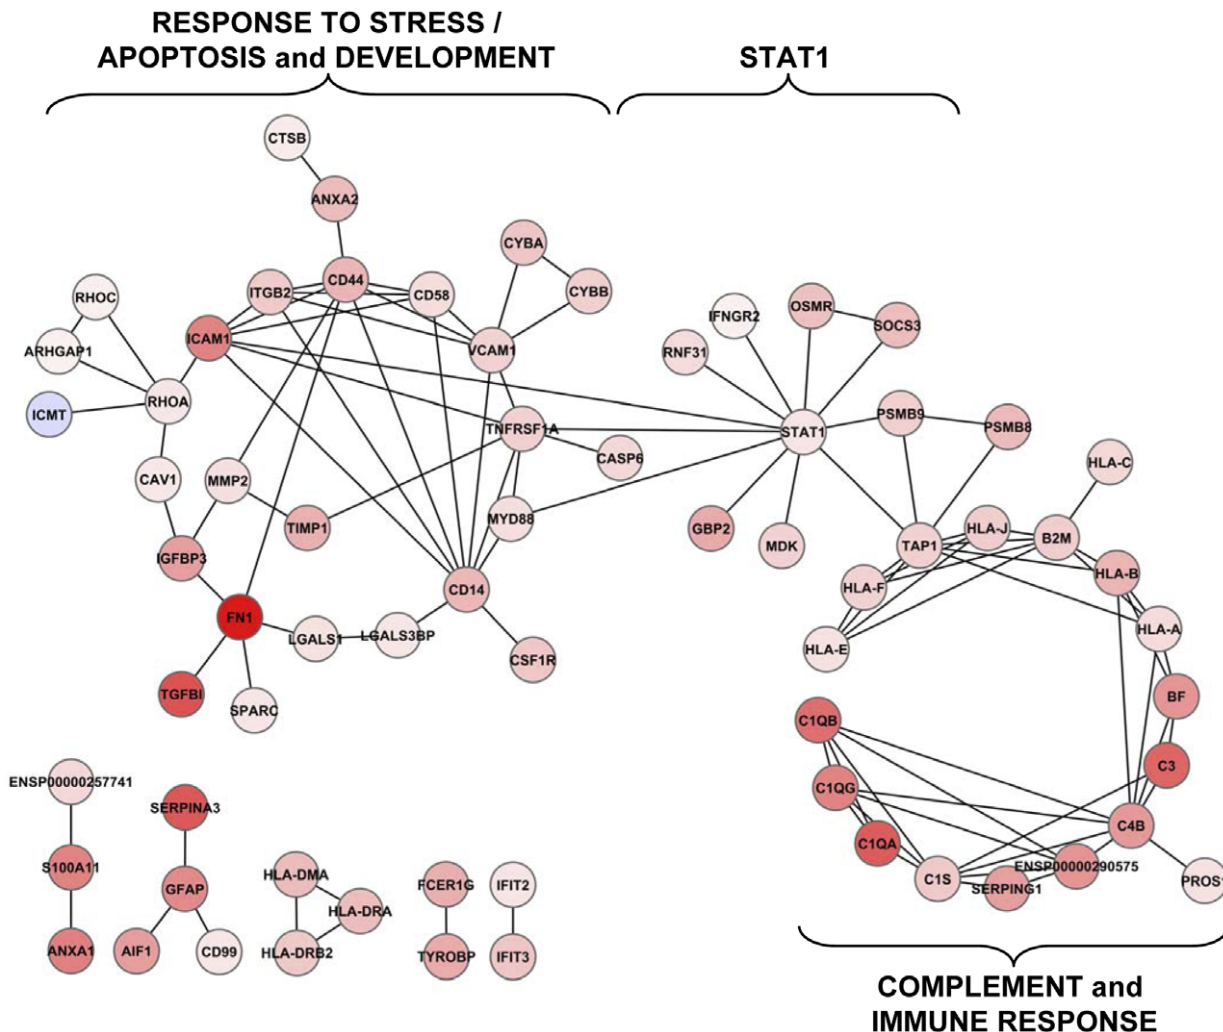 RESPONSE TO STRESS /
APOPTOSIS and DEVELOPMENT
STAT1
CTSB
ANXA2
CYBA
CD44
ITGB2
CD58
CYBB
RHOC
OSMR
IFNGR2
SOCS3
ICAM1
ARHGAP1
VCAM1
RNF31
RHOA
ICMT
PSMB9
TNFRSF1A
STAT1
PSMB8
CASP6
HLA-C
CAV1
MMP2
TIMP1
MYD88
GBP2
HLA-J
B2M
MDK
TAP1
IGFBP3
HLA-B
CD14
HLA-F
FN1
LGALS1
LGALS3BP
HLA-A
HLA-E
CSF1R
TGFBI
SPARC
BF
C1QB
C3
ENSP00000257741
C1QG
SERPINA3
C4B
C1QA
S100A11
GFAP
HLA-DMA
FCER1G
IFIT2
ENSP00000290575
C1S
SERPING1
PROS1
HLA-DRA
ANXA1
AIF1
CD99
HLA-DRB2
TYROBP
IFIT3
COMPLEMENT and
IMMUNE RESPONSE